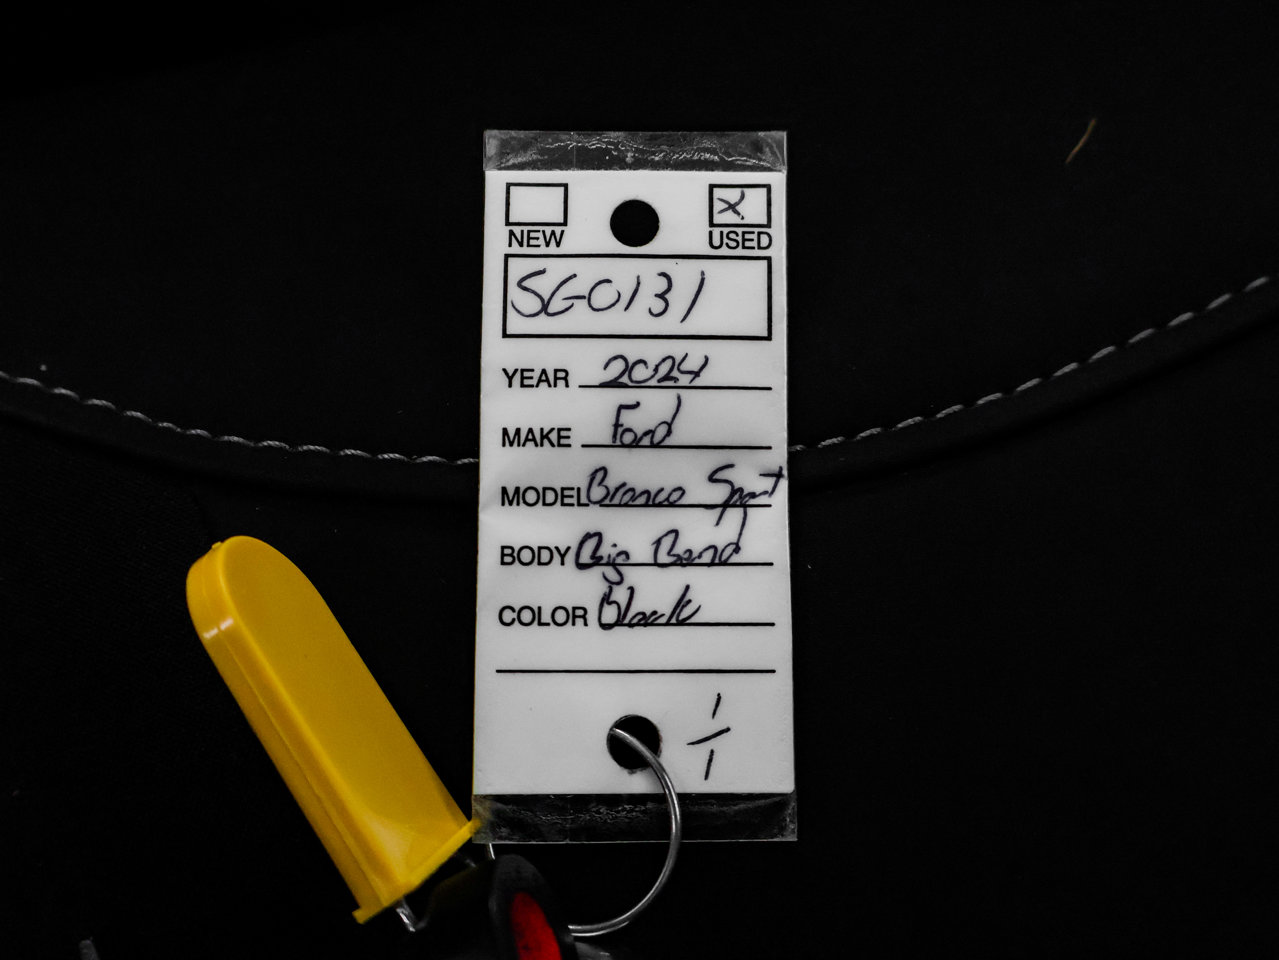 X
NEW USED
SG0131
YEAR 2024
MAKE Ford
MODEL Bronco Sport
BODY Big Bend
COLOR Black
1/1